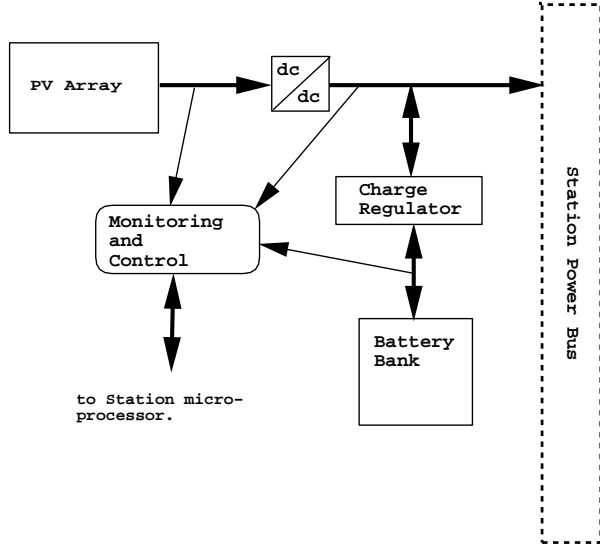 PV Array
dc
dc
Charge
Regulator
Monitoring
and
Control
Battery
Bank
to Station micro-
processor.
Station Power Bus